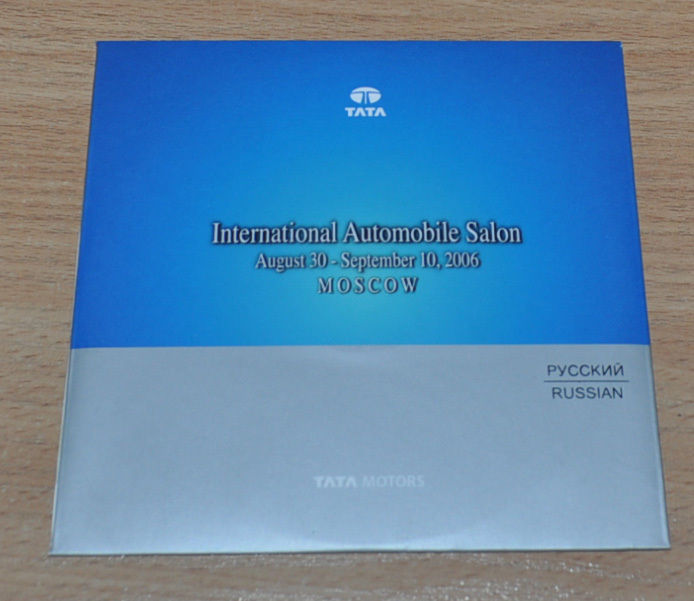 TATA
International Automobile Salon
August 30 - September 10, 2006
MOSCOW
РУССКИЙ
RUSSIAN
TATA MOTORS